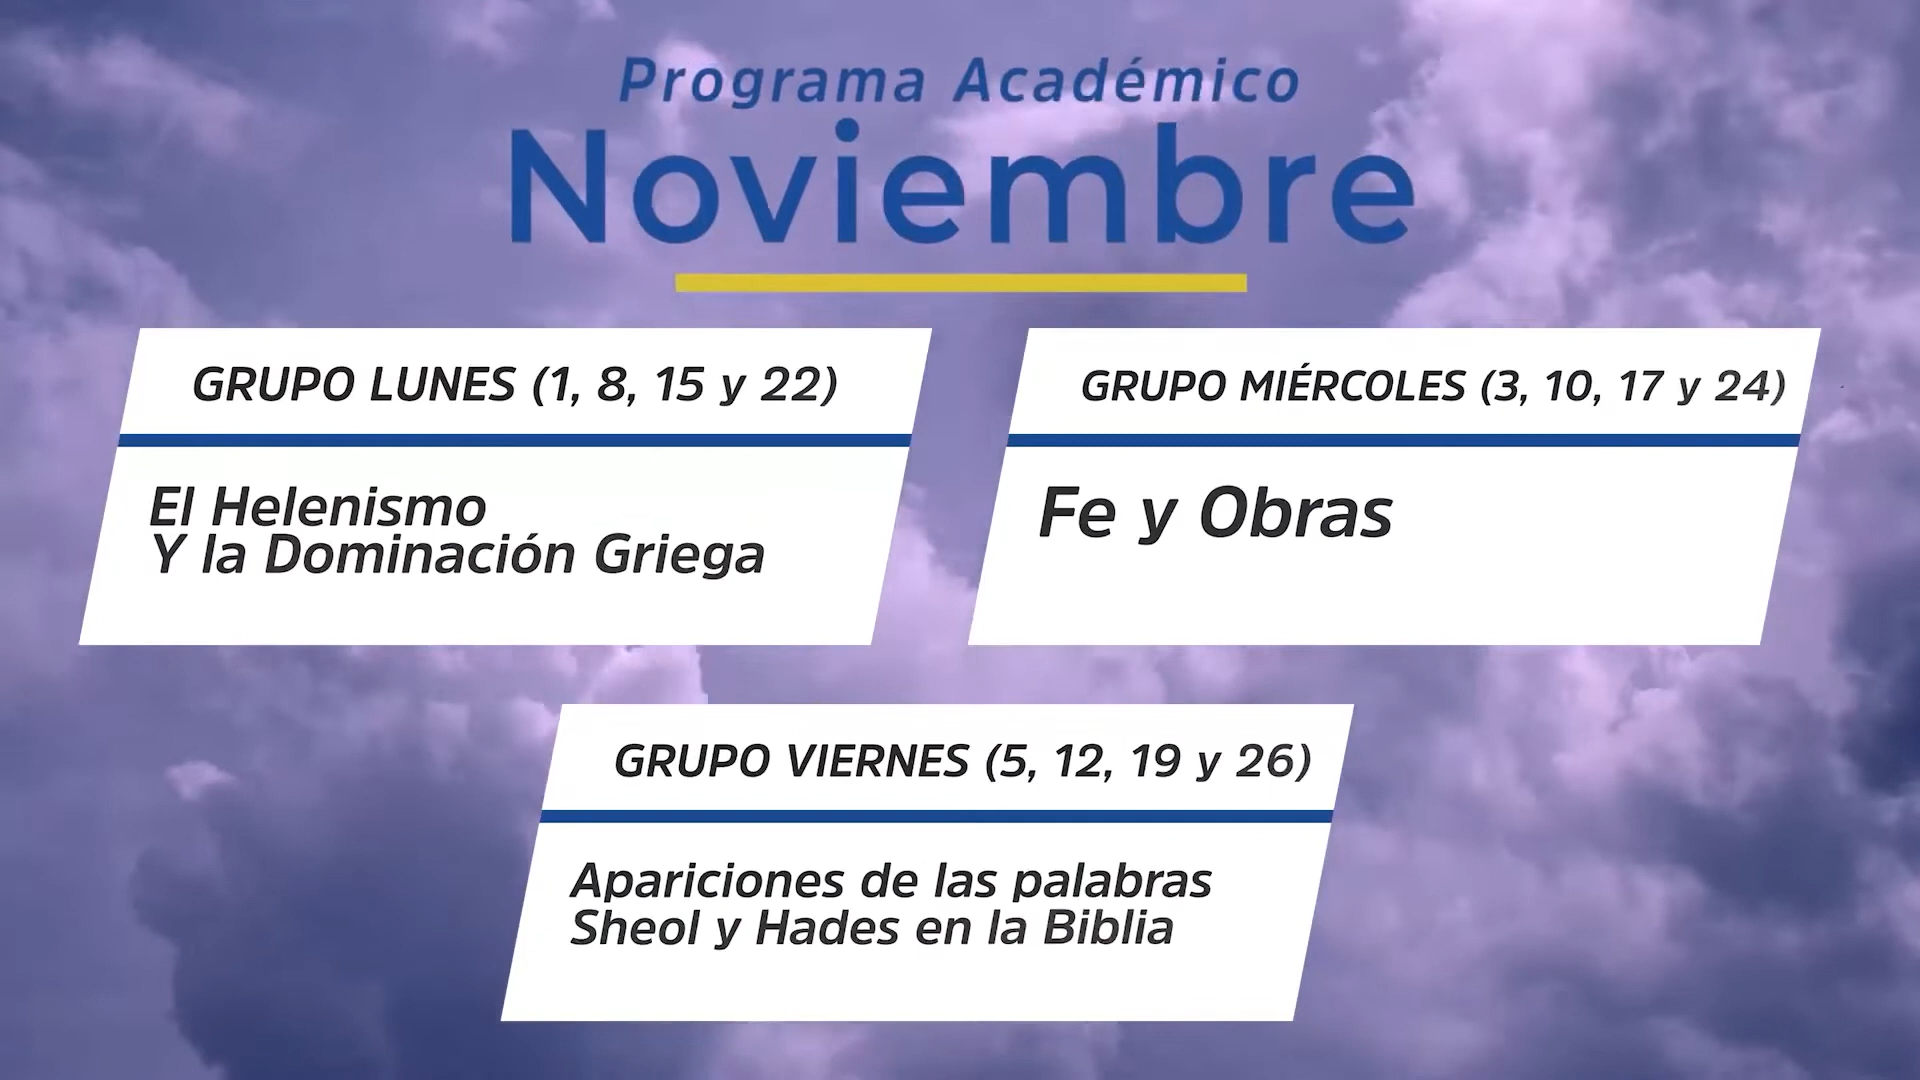 Programa Académico
Noviembre
GRUPO LUNES (1, 8, 15 y 22)
El Helenismo
Y la Dominación Griega
GRUPO MIÉRCOLES (3, 10, 17 y 24)
Fe y Obras
GRUPO VIERNES (5, 12, 19 y 26)
Apariciones de las palabras
Sheol y Hades en la Biblia